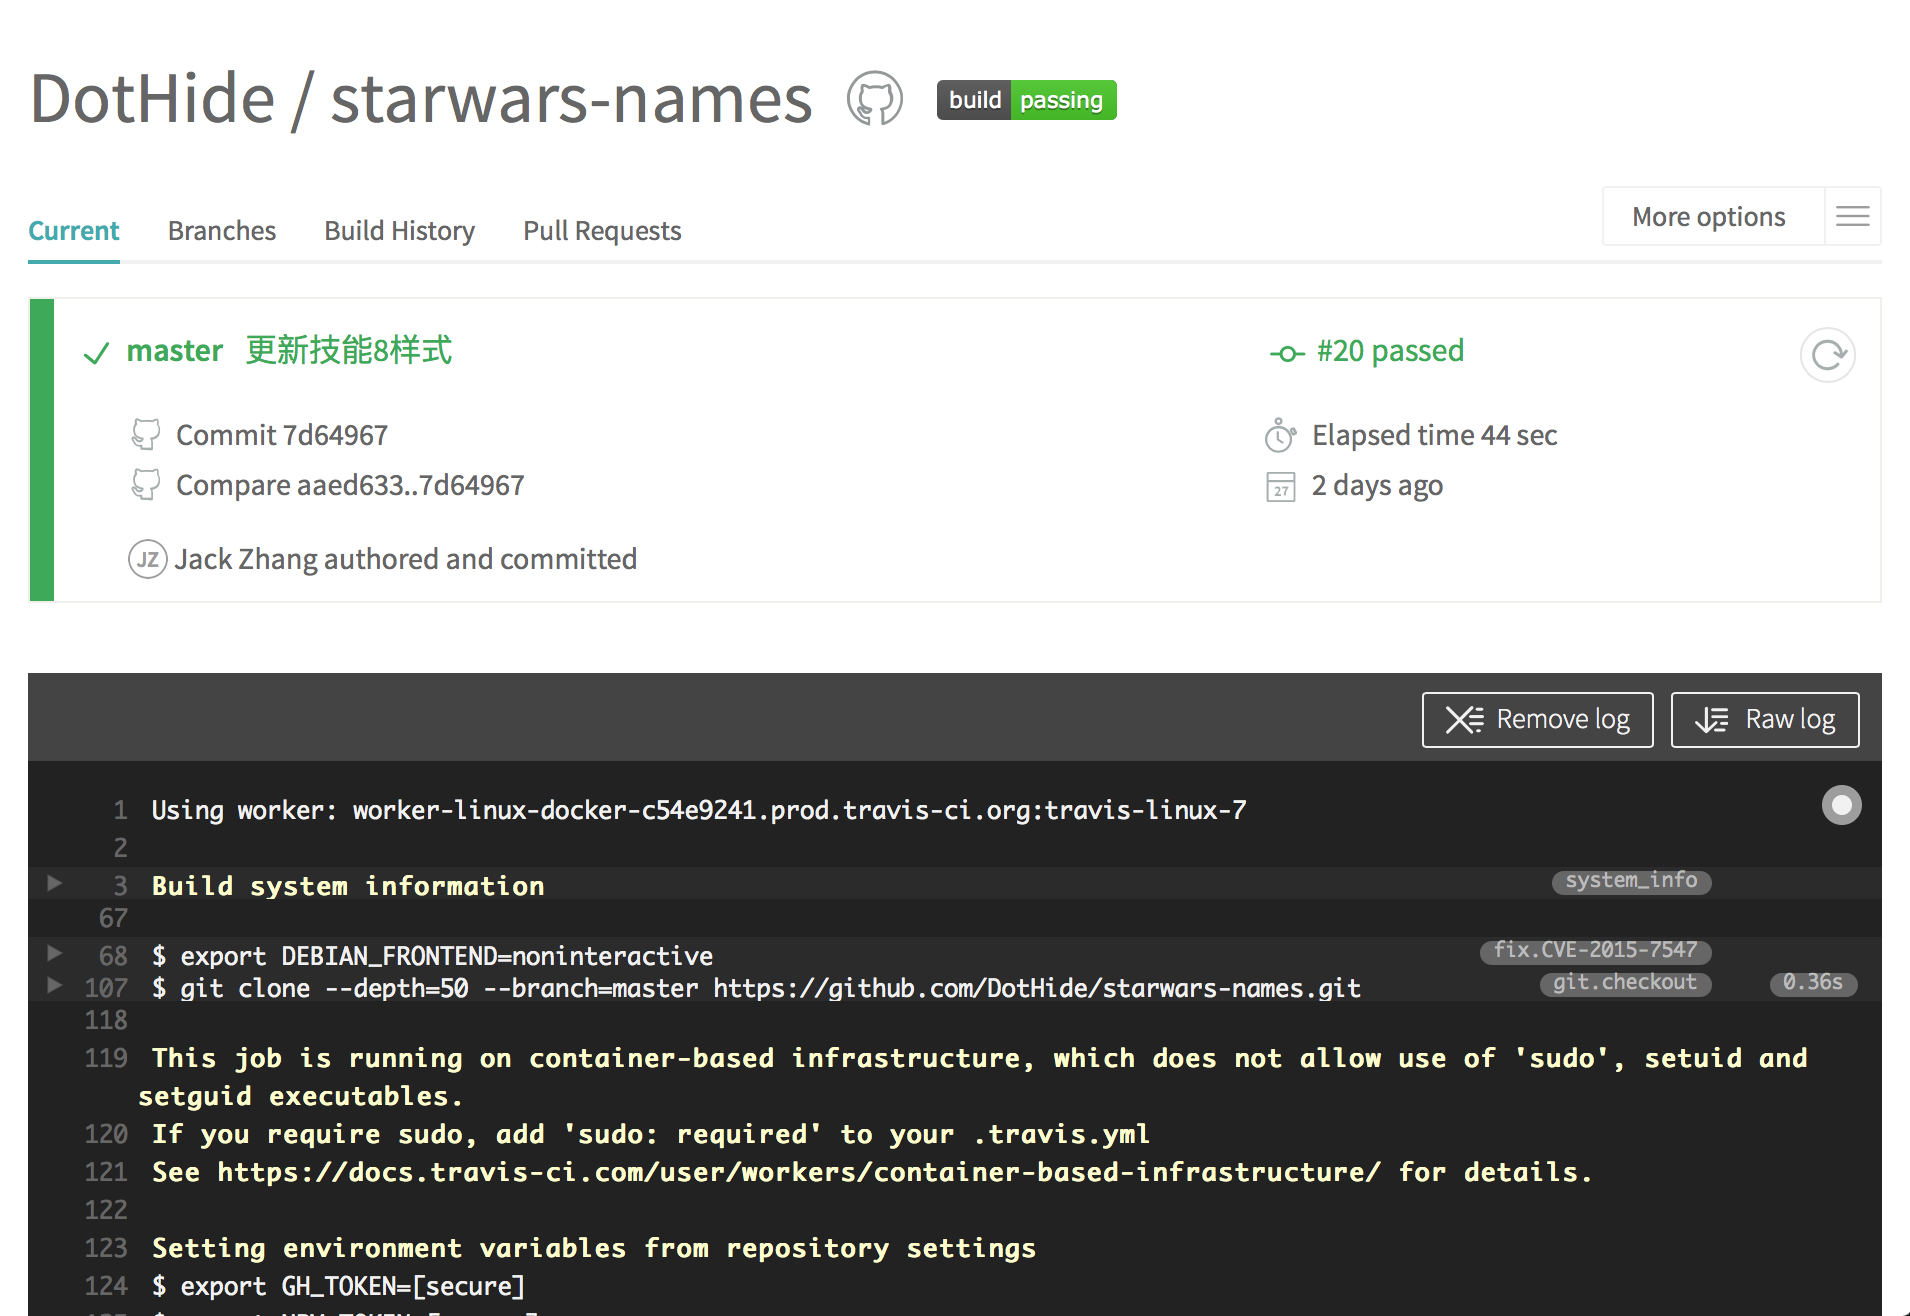 DotHide / starwars-names build passing
Current Branches Build History Pull Requests More options
master 更新技能8样式 #20 passed
Commit 7d64967 Elapsed time 44 sec
Compare aaed633..7d64967 27 2 days ago
JZ Jack Zhang authored and committed
Remove log Raw log
1 Using worker: worker-linux-docker-c54e9241.prod.travis-ci.org:travis-linux-7
2
3 Build system information system_info
67
68 $ export DEBIAN_FRONTEND=noninteractive fix.CVE-2015-7547
107 $ git clone --depth=50 --branch=master https://github.com/DotHide/starwars-names.git git.checkout 0.36s
118
119 This job is running on container-based infrastructure, which does not allow use of 'sudo', setuid and
setguid executables.
120 If you require sudo, add 'sudo: required' to your .travis.yml
121 See https://docs.travis-ci.com/user/workers/container-based-infrastructure/ for details.
122
123 Setting environment variables from repository settings
124 $ export GH_TOKEN=[secure]